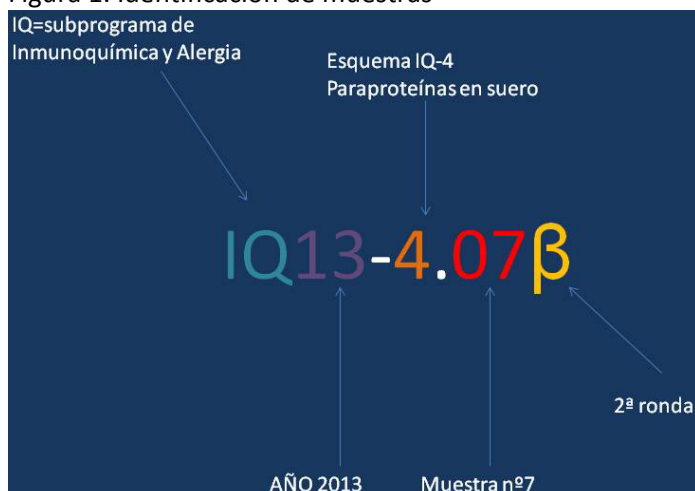 IQ=subprograma de
Inmunoquímica y Alergia
Esquema IQ-4
Paraproteínas en suero
IQ13-4.07β
2ª ronda
AÑO 2013
Muestra nº7